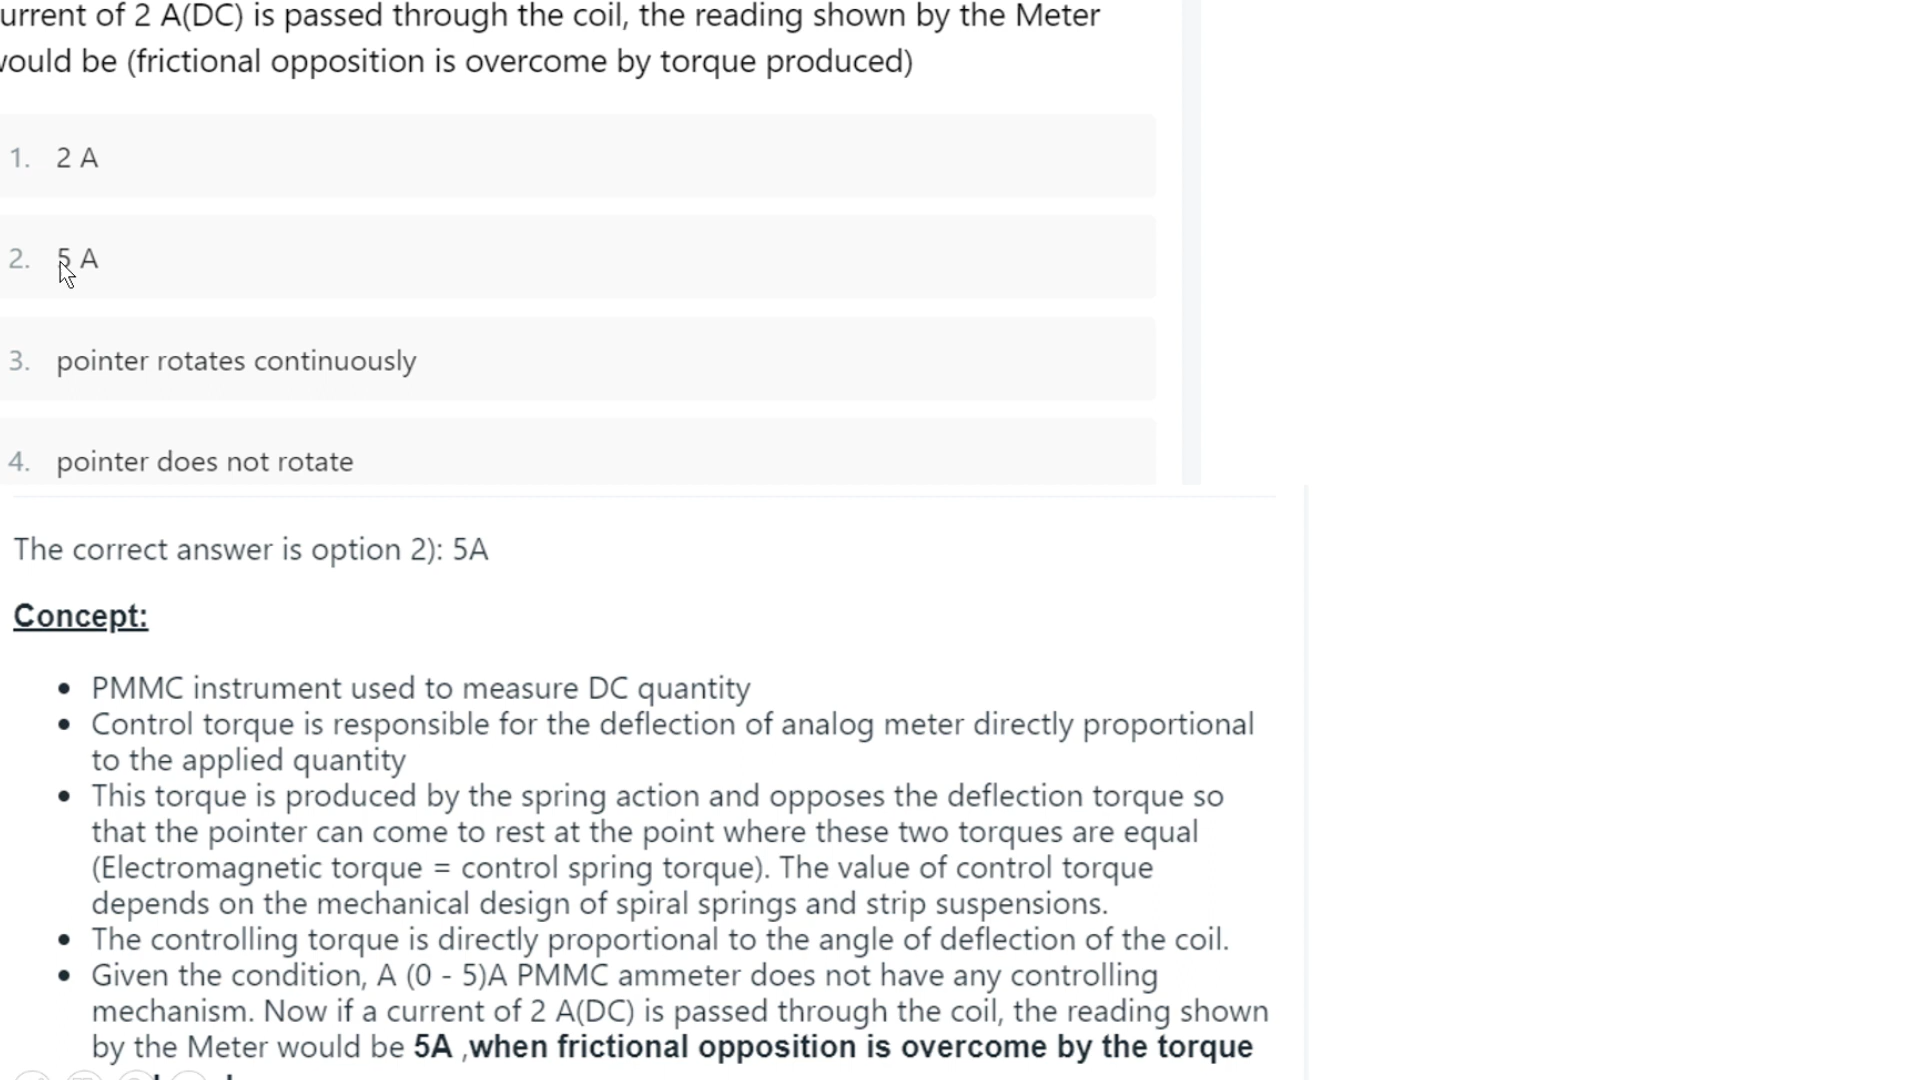 urrent of 2 A(DC) is passed through the coil, the reading shown by the Meter
would be (frictional opposition is overcome by torque produced)
1. 2 A
2. 5 A
3. pointer rotates continuously
4. pointer does not rotate
The correct answer is option 2): 5A
Concept:
• PMMC instrument used to measure DC quantity
• Control torque is responsible for the deflection of analog meter directly proportional
to the applied quantity
• This torque is produced by the spring action and opposes the deflection torque so
that the pointer can come to rest at the point where these two torques are equal
(Electromagnetic torque = control spring torque). The value of control torque
depends on the mechanical design of spiral springs and strip suspensions.
• The controlling torque is directly proportional to the angle of deflection of the coil.
• Given the condition, A (0 - 5)A PMMC ammeter does not have any controlling
mechanism. Now if a current of 2 A(DC) is passed through the coil, the reading shown
by the Meter would be 5A ,when frictional opposition is overcome by the torque